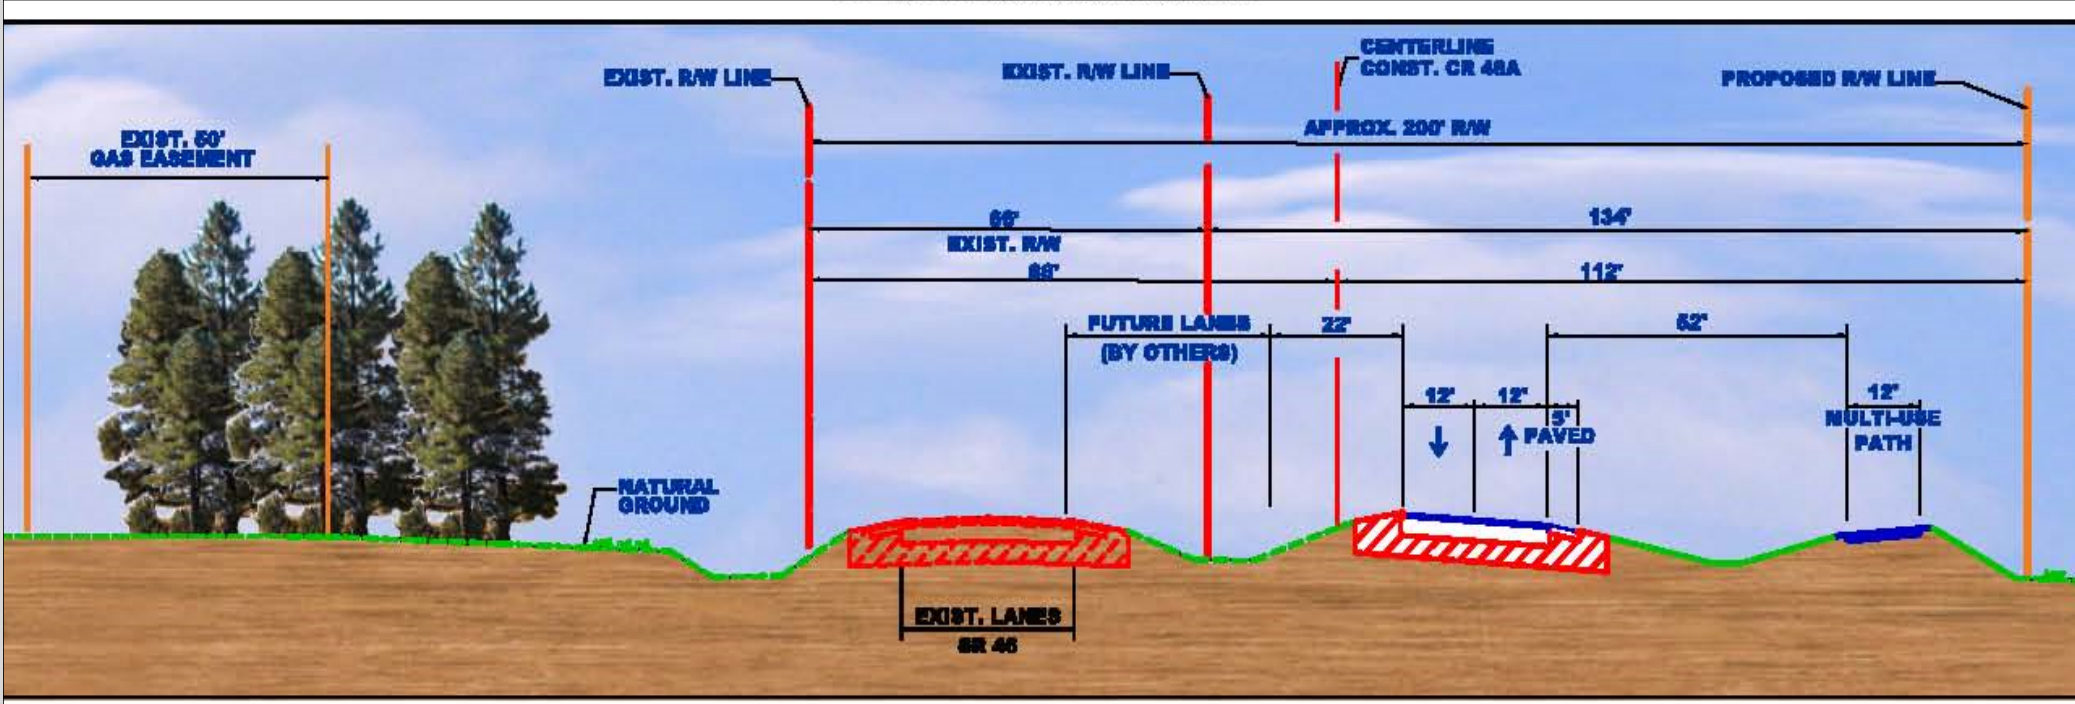 CENTERLINE
CONST. CR 46A
EXIST. R/W LINE
EXIST. R/W LINE
PROPOSED R/W LINE
APPROX. 200' R/W
EXIST. 50'
GAS EASEMENT
66'
134'
EXIST. R/W
88'
112'
FUTURE LANES
(BY OTHERS)
22'
52'
12'
12'
12'
5'
PAVED
MULTI-USE
PATH
NATURAL
GROUND
EXIST. LANES
SR 46